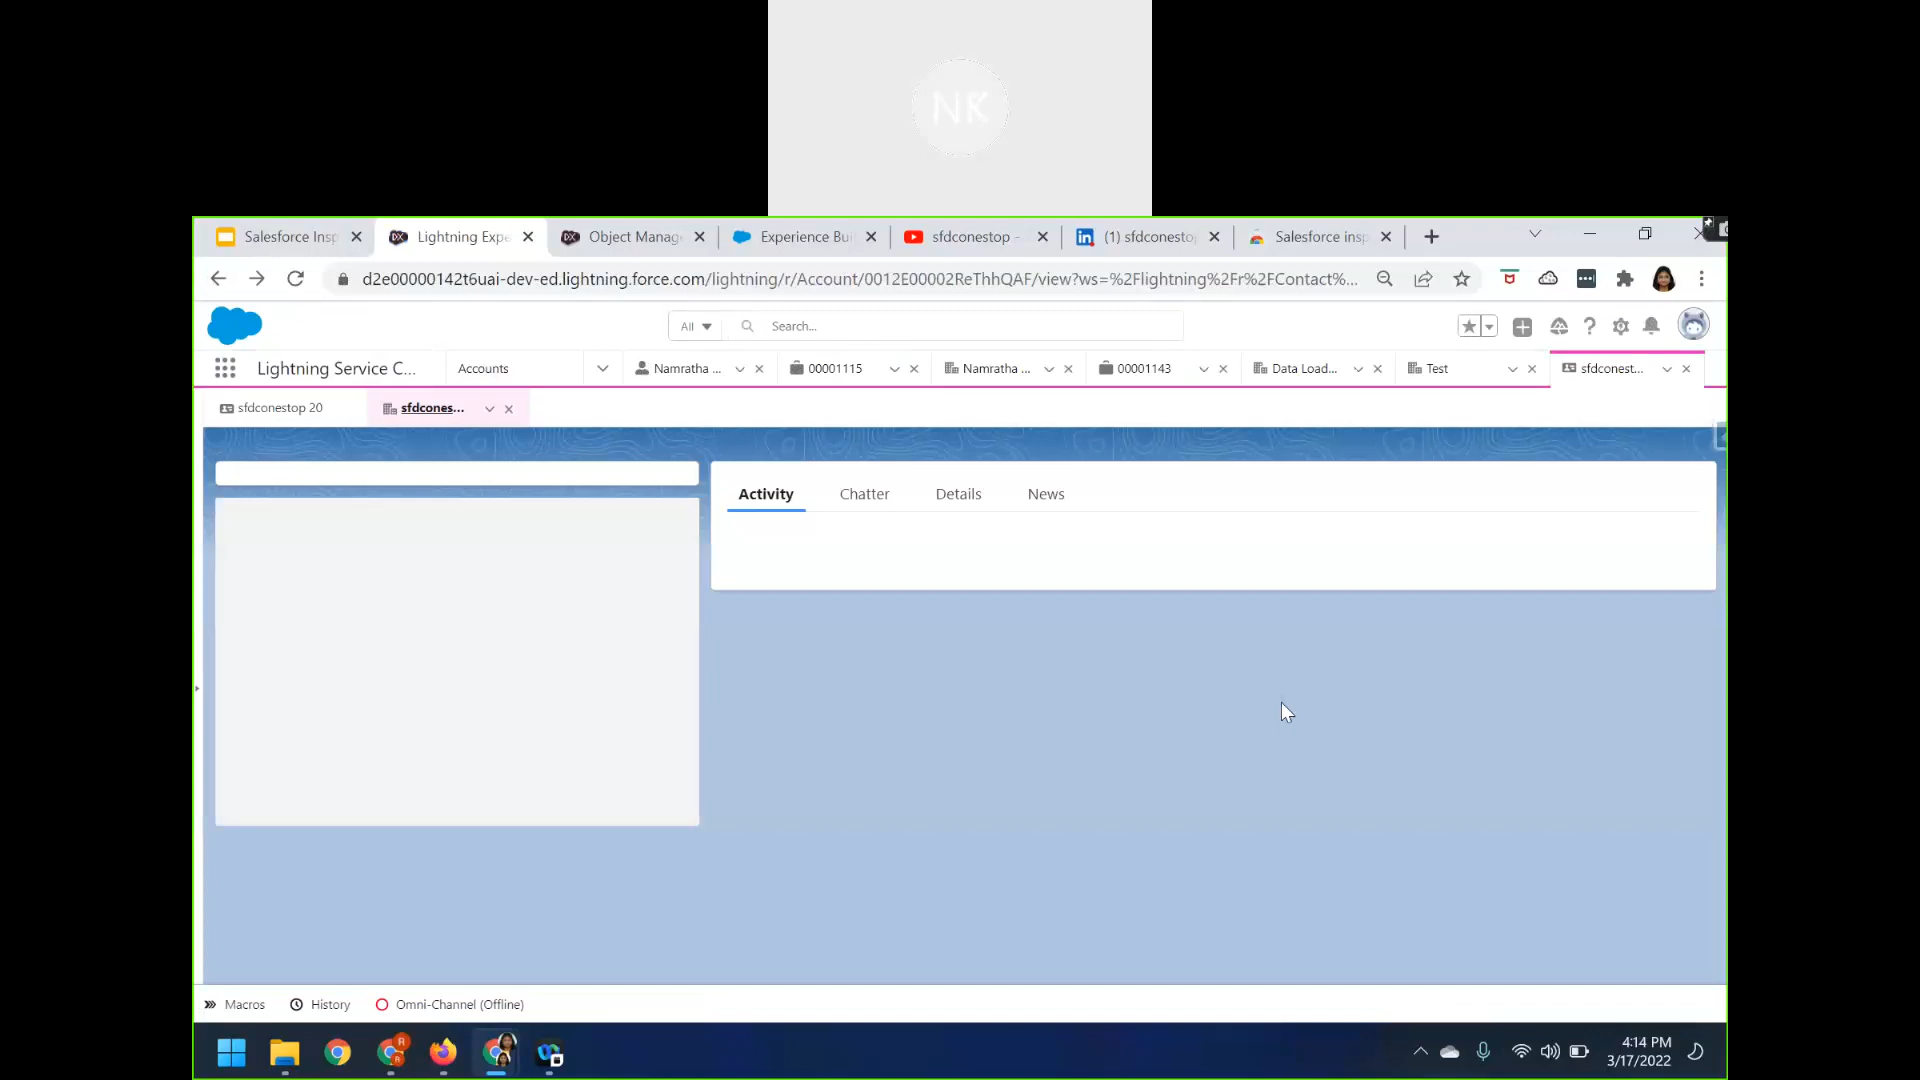 NK
Salesforce Insp
Lightning Expe
Object Manag
Experience Bui
sfdconestop -
(1) sfdconesto
Salesforce insp
d2e00000142t6uai-dev-ed.lightning.force.com/lightning/r/Account/0012E00002ReThhQAF/view?ws=%2Flightning%2Fr%2FContact%...
All
Search...
Lightning Service C...
Accounts
Namratha ...
00001115
Namratha ...
00001143
Data Load...
Test
sfdconest...
sfdconestop 20
sfdcones...
Activity
Chatter
Details
News
Macros
History
Omni-Channel (Offline)
4:14 PM
3/17/2022